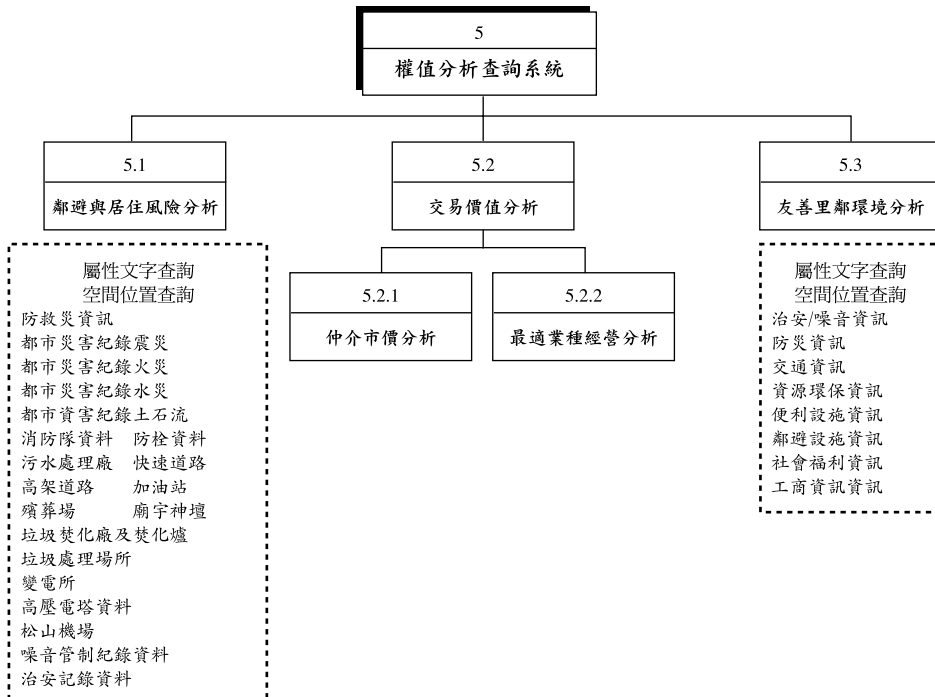 5
權值分析查詢系統
5.1
鄰避與居住風險分析
屬性文字查詢
空間位置查詢
防救災資訊
都市災害紀錄震災
都市災害紀錄火災
都市災害紀錄水災
都市資害紀錄土石流
消防隊資料 防栓資料
污水處理廠 快速道路
高架道路 加油站
殯葬場 廟宇神壇
垃圾焚化廠及焚化爐
垃圾處理場所
變電所
高壓電塔資料
松山機場
噪音管制紀錄資料
治安記錄資料
5.2
交易價值分析
5.2.1
仲介市價分析
5.2.2
最適業種經營分析
5.3
友善里鄰環境分析
屬性文字查詢
空間位置查詢
治安/噪音資訊
防災資訊
交通資訊
資源環保資訊
便利設施資訊
鄰避設施資訊
社會福利資訊
工商資訊資訊